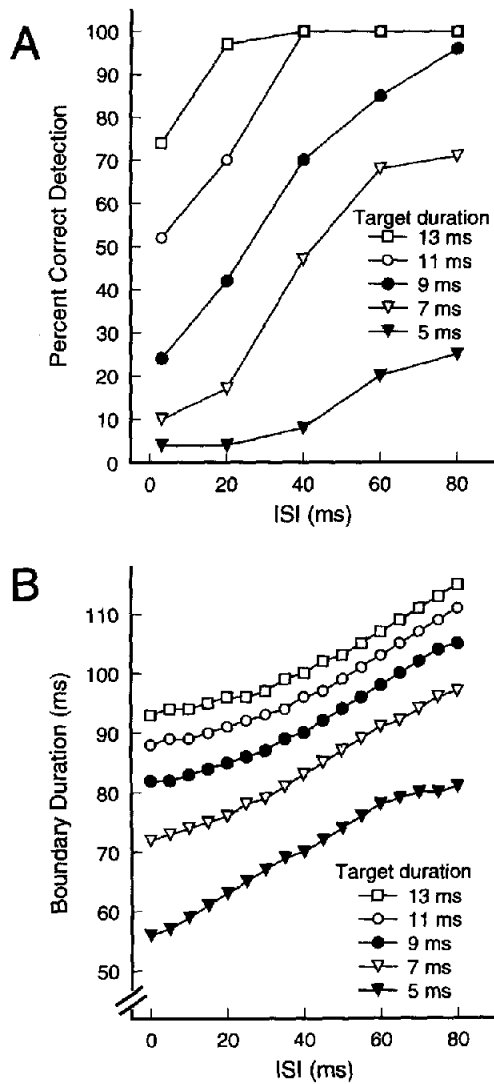 A
100
90
80
70
60
50
40
30
20
10
0
Percent Correct Detection
Target duration
13 ms
11 ms
9 ms
7 ms
5 ms
0 20 40 60 80
ISI (ms)
B
110
100
90
80
70
60
50
Boundary Duration (ms)
Target duration
13 ms
11 ms
9 ms
7 ms
5 ms
0 20 40 60 80
ISI (ms)